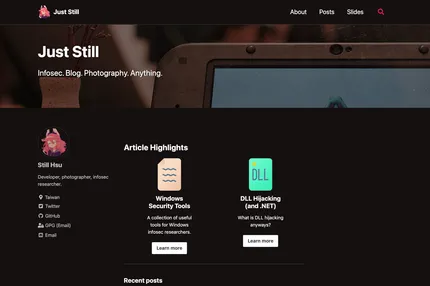 Just Still
About
Posts
Slides
Just Still
Infosec. Blog. Photography. Anything.
Still Hsu
Developer, photographer, infosec
researcher.
Taiwan
Twitter
GitHub
GPG (Email)
Email
Article Highlights
Windows
Security Tools
A collection of useful
tools for Windows
infosec researchers.
Learn more
DLL
DLL Hijacking
(and .NET)
What is DLL hijacking
anyways?
Learn more
Recent posts